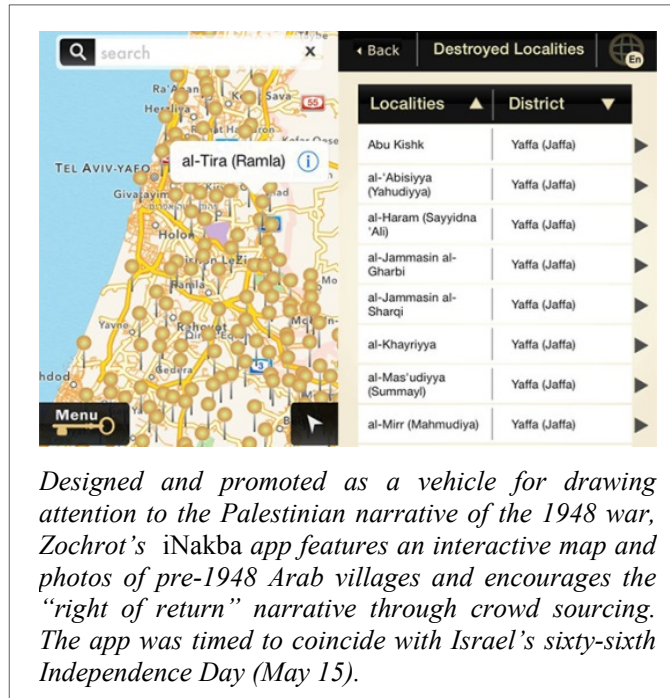 search x
Ra'anana
Herzliya
Kfar Sava
55
al-Tira (Ramla) i
TEL AVIV-YAFO
Givatayim
Holon
Rishon LeZi
Ramla
Yavne
Rehovot
Gedera
3
hdod
Menu
Back Destroyed Localities En
Localities ▲ District ▼
Abu Kishk Yaffa (Jaffa)
al-'Abisiyya
(Yahudiyya) Yaffa (Jaffa)
al-Haram (Sayyidna
'Ali) Yaffa (Jaffa)
al-Jammasin al-
Gharbi Yaffa (Jaffa)
al-Jammasin al-
Sharqi Yaffa (Jaffa)
al-Khayriyya Yaffa (Jaffa)
al-Mas'udiyya
(Summayl) Yaffa (Jaffa)
al-Mirr (Mahmudiya) Yaffa (Jaffa)
Designed and promoted as a vehicle for drawing
attention to the Palestinian narrative of the 1948 war,
Zochrot's iNakba app features an interactive map and
photos of pre-1948 Arab villages and encourages the
“right of return” narrative through crowd sourcing.
The app was timed to coincide with Israel's sixty-sixth
Independence Day (May 15).